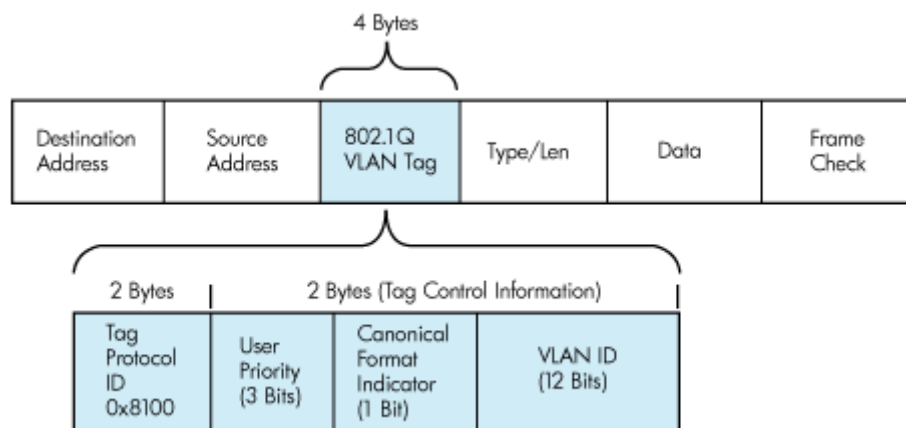 4 Bytes
Destination
Address
Source
Address
802.1Q
VLAN Tag
Type/Len
Data
Frame
Check
2 Bytes
2 Bytes (Tag Control Information)
Tag
Protocol
ID
0x8100
User
Priority
(3 Bits)
Canonical
Format
Indicator
(1 Bit)
VLAN ID
(12 Bits)